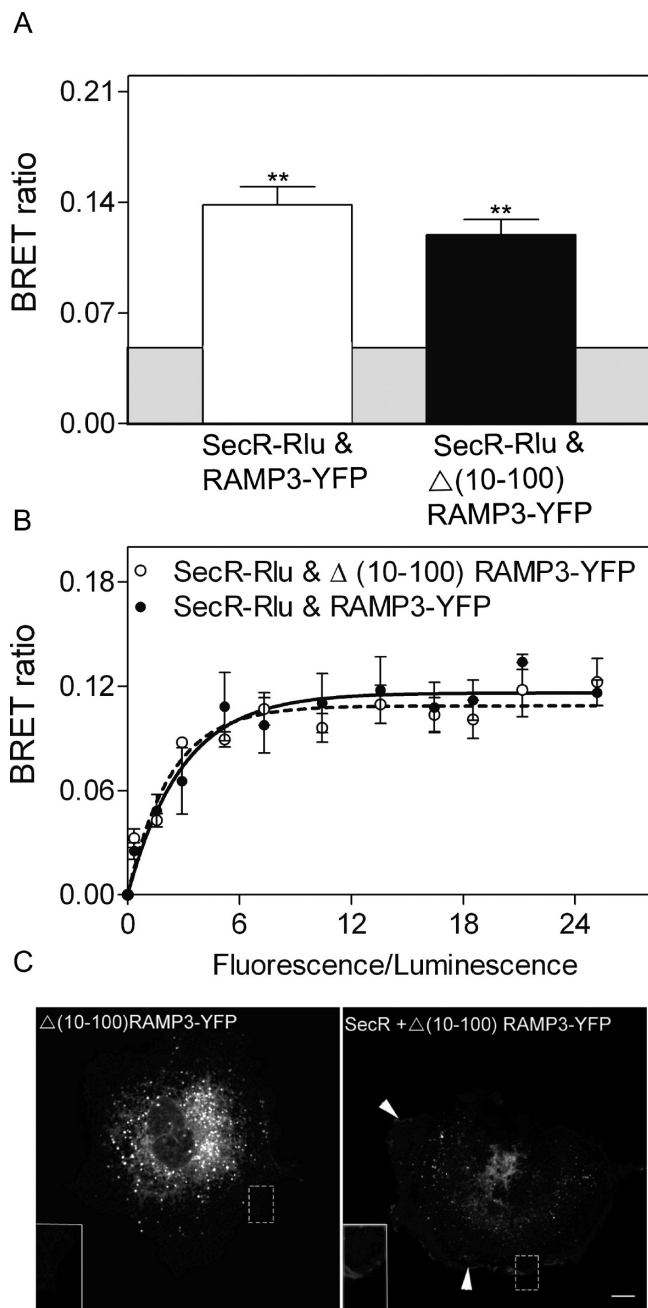 A
0.21
0.14
0.07
0.00
BRET ratio
**
**
SecR-Rlu &
RAMP3-YFP
SecR-Rlu &
△(10-100)
RAMP3-YFP
B
0.18
0.12
0.06
0.00
BRET ratio
SecR-Rlu & Δ (10-100) RAMP3-YFP
SecR-Rlu & RAMP3-YFP
0 6 12 18 24
Fluorescence/Luminescence
C
△(10-100)RAMP3-YFP
SecR +△(10-100) RAMP3-YFP